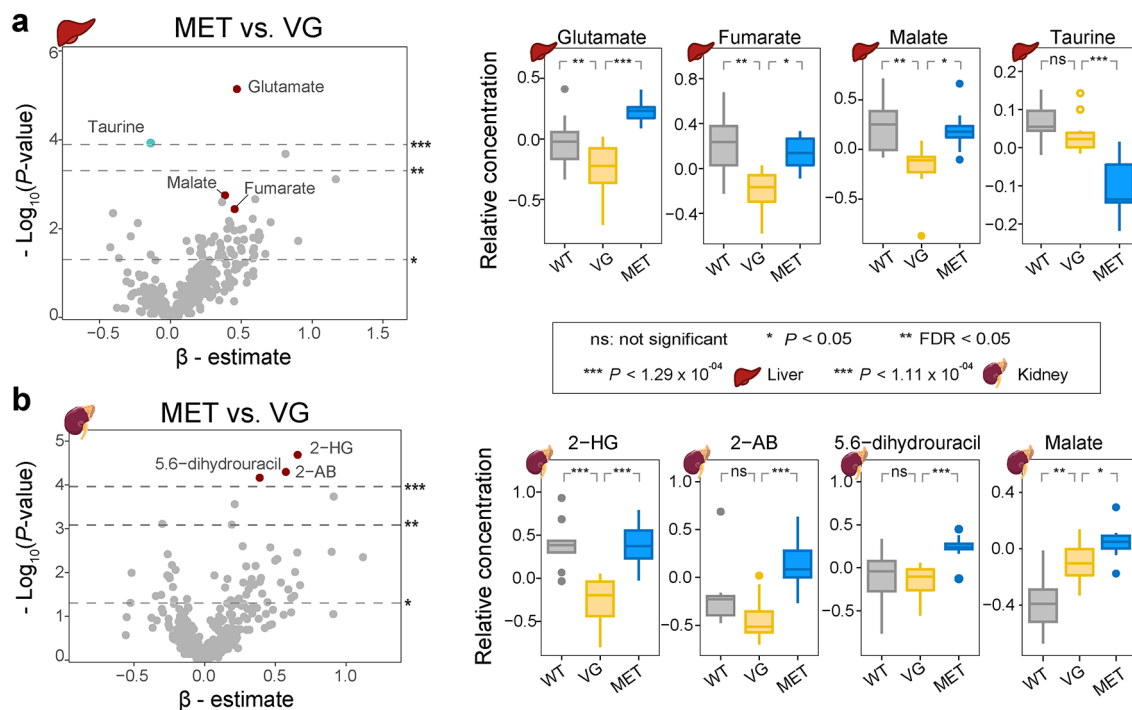 a
MET vs. VG
- Log10(P-value)
6
4
2
0
Glutamate
Taurine
Malate
Fumarate
***
**
*
−0.5 0.0 0.5 1.0 1.5
β - estimate
Relative concentration
Glutamate
** ***
0.5
0.0
−0.5
WT VG MET
Fumarate
** *
0.8
0.4
0.0
−0.4
WT VG MET
Malate
** *
0.5
0.0
−0.5
WT VG MET
Taurine
ns ***
0.2
0.1
0.0
−0.1
−0.2
WT VG MET
ns: not significant * P < 0.05 ** FDR < 0.05
*** P < 1.29 x 10-04 Liver *** P < 1.11 x 10-04 Kidney
b
MET vs. VG
- Log10(P-value)
5
4
3
2
1
0
2−HG
5.6−dihydrouracil
2−AB
***
**
*
−0.5 0.0 0.5 1.0
β - estimate
Relative concentration
2−HG
*** ***
1.0
0.5
0.0
−0.5
WT VG MET
2−AB
ns ***
1.0
0.5
0.0
−0.5
WT VG MET
5.6−dihydrouracil
ns ***
1.0
0.5
0.0
−0.5
WT VG MET
Malate
** *
0.4
0.0
−0.4
WT VG MET